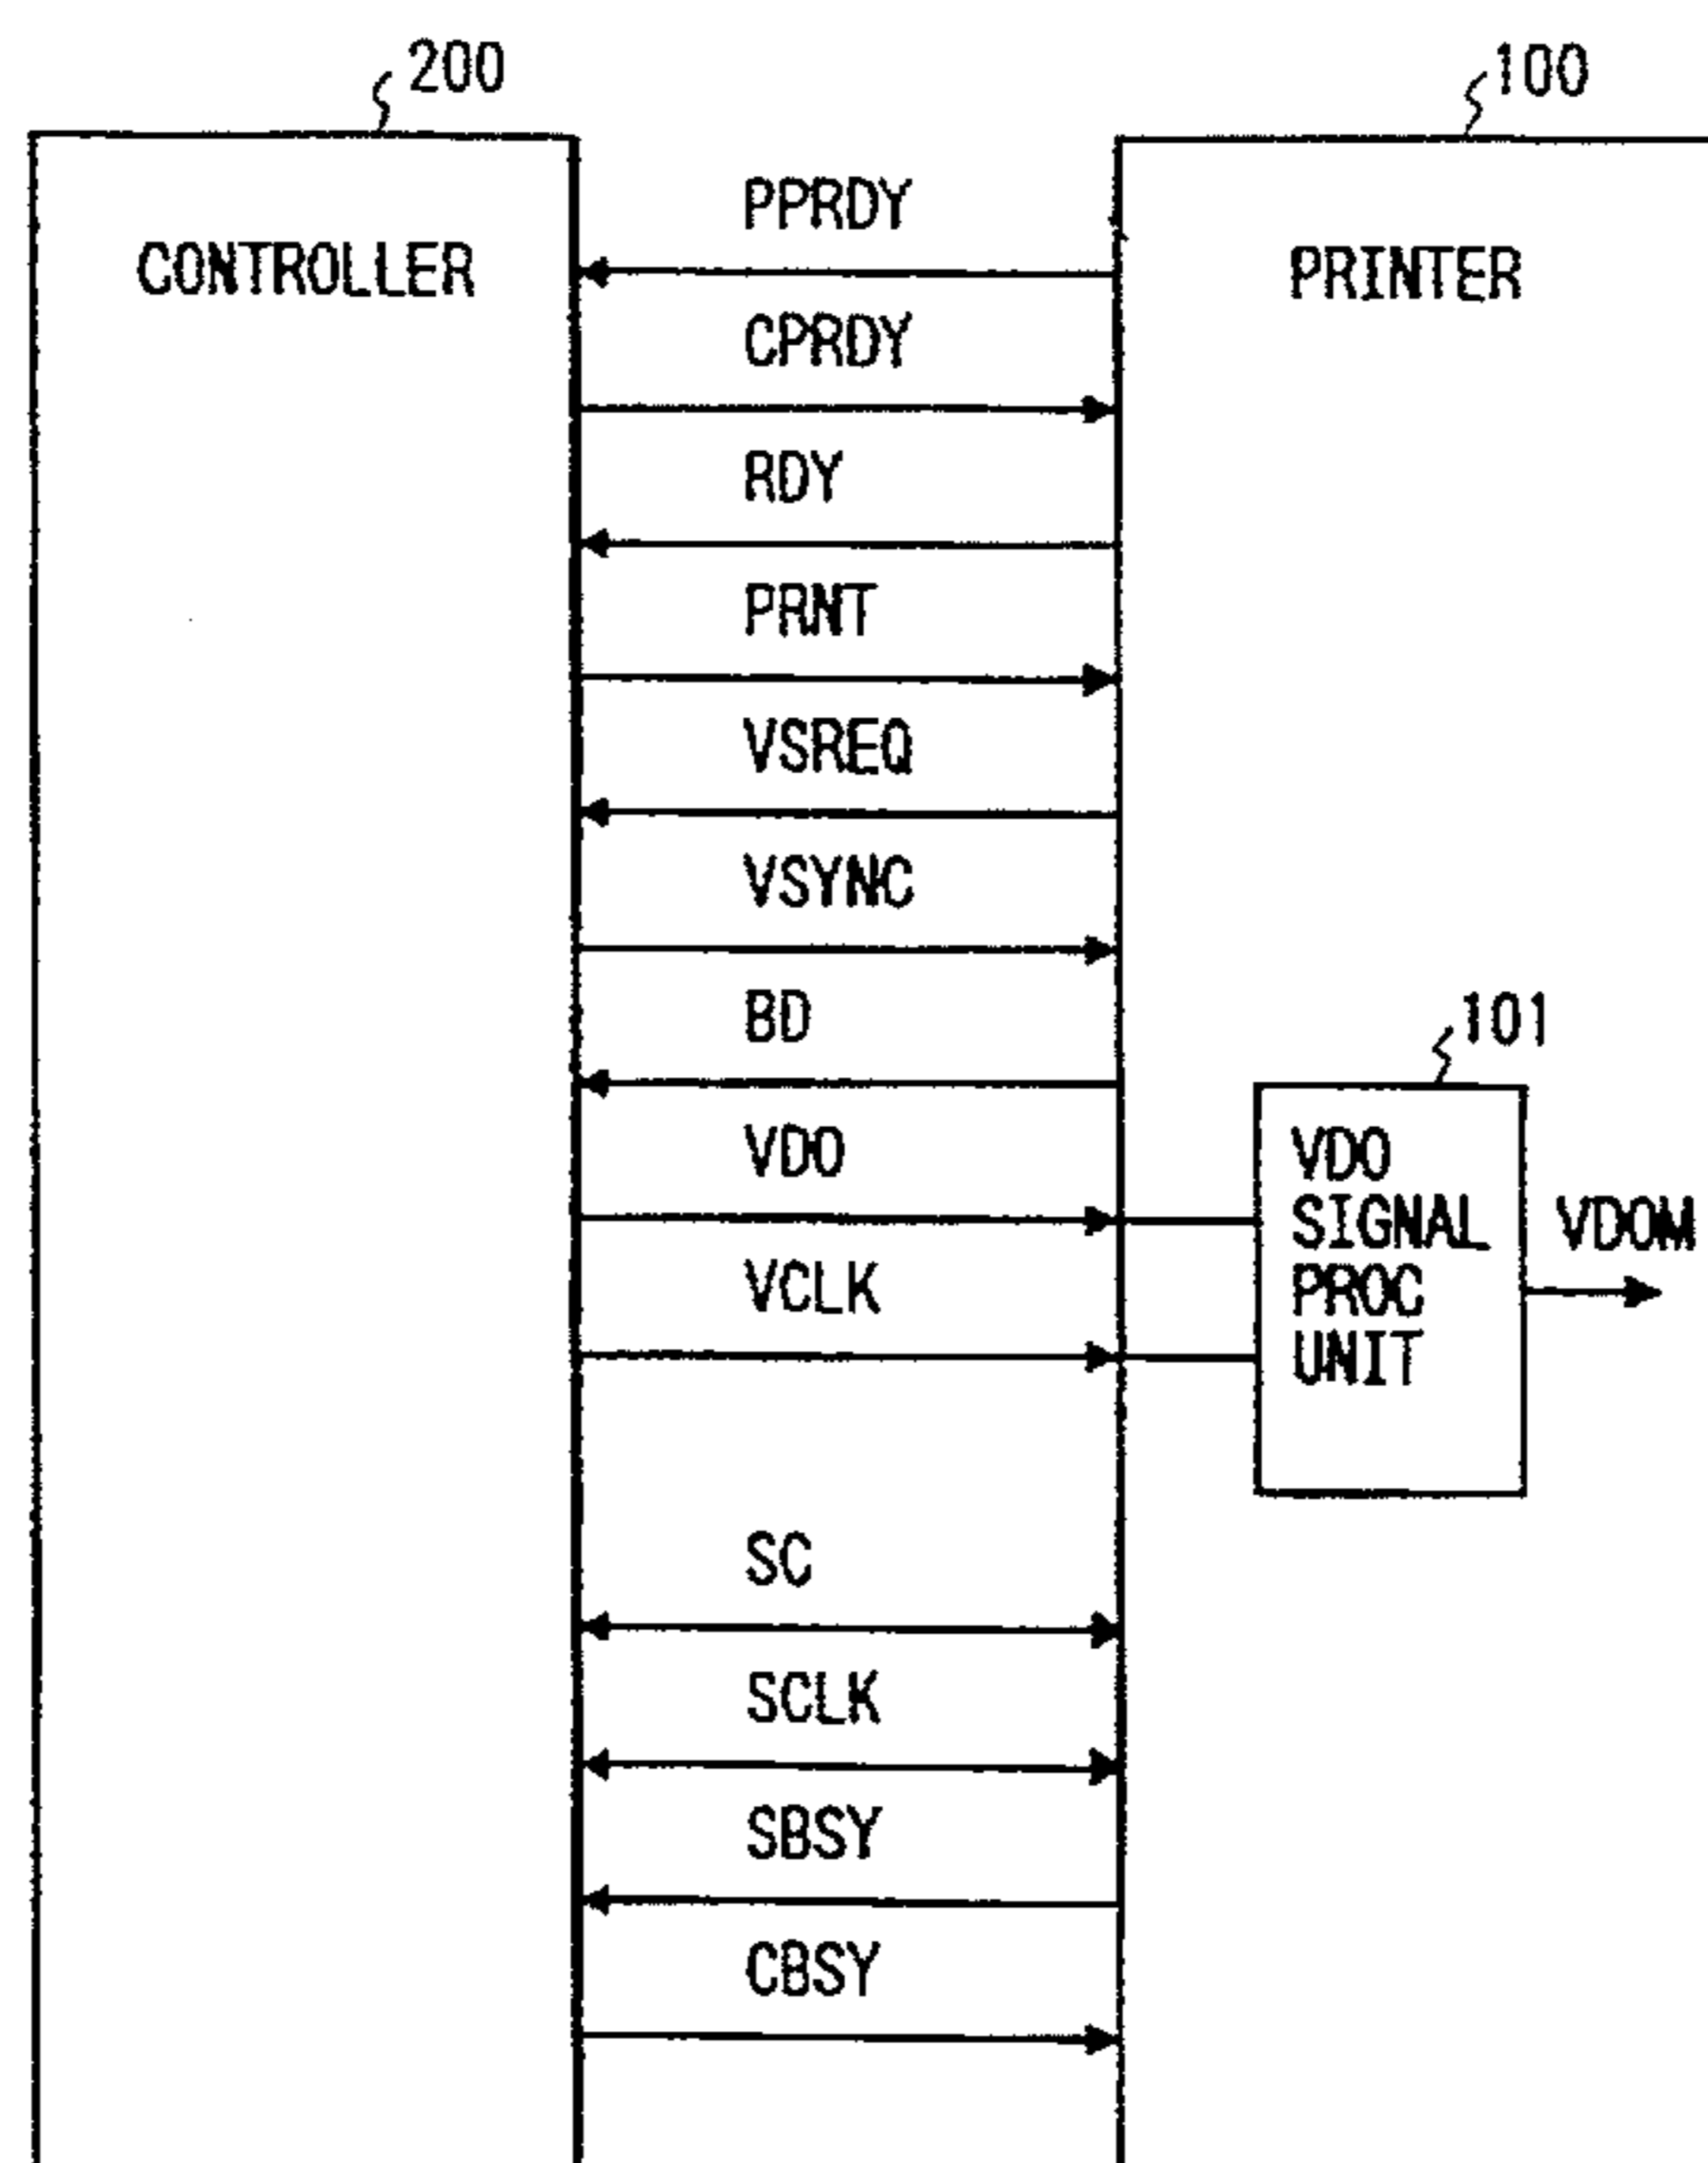 200
100
PPRDY
CONTROLLER
PRINTER
CPRDY
RDY
PRNT
VSREQ
VSYNC
BD
101
VDO
VDO
SIGNAL
PROC
UNIT
VDOM
VCLK
SC
SCLK
SBSY
CBSY